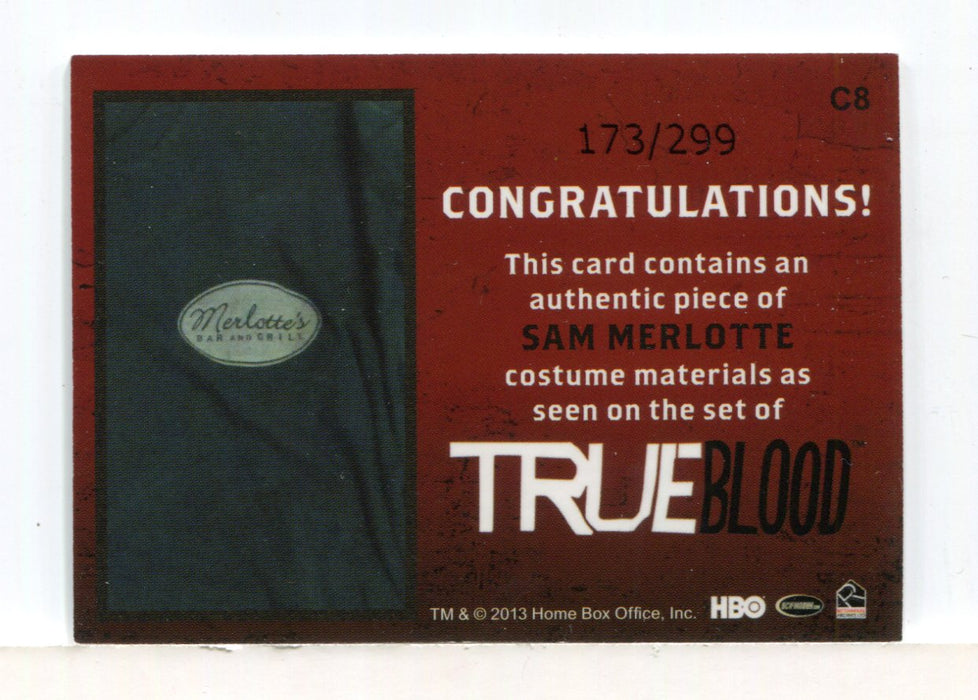 C8
173/299
CONGRATULATIONS!
This card contains an
authentic piece of
SAM MERLOTTE
costume materials as
seen on the set of
TRUEBLOOD
Merlotte's
BAR AND GRILL
TM & © 2013 Home Box Office, Inc.
HBO